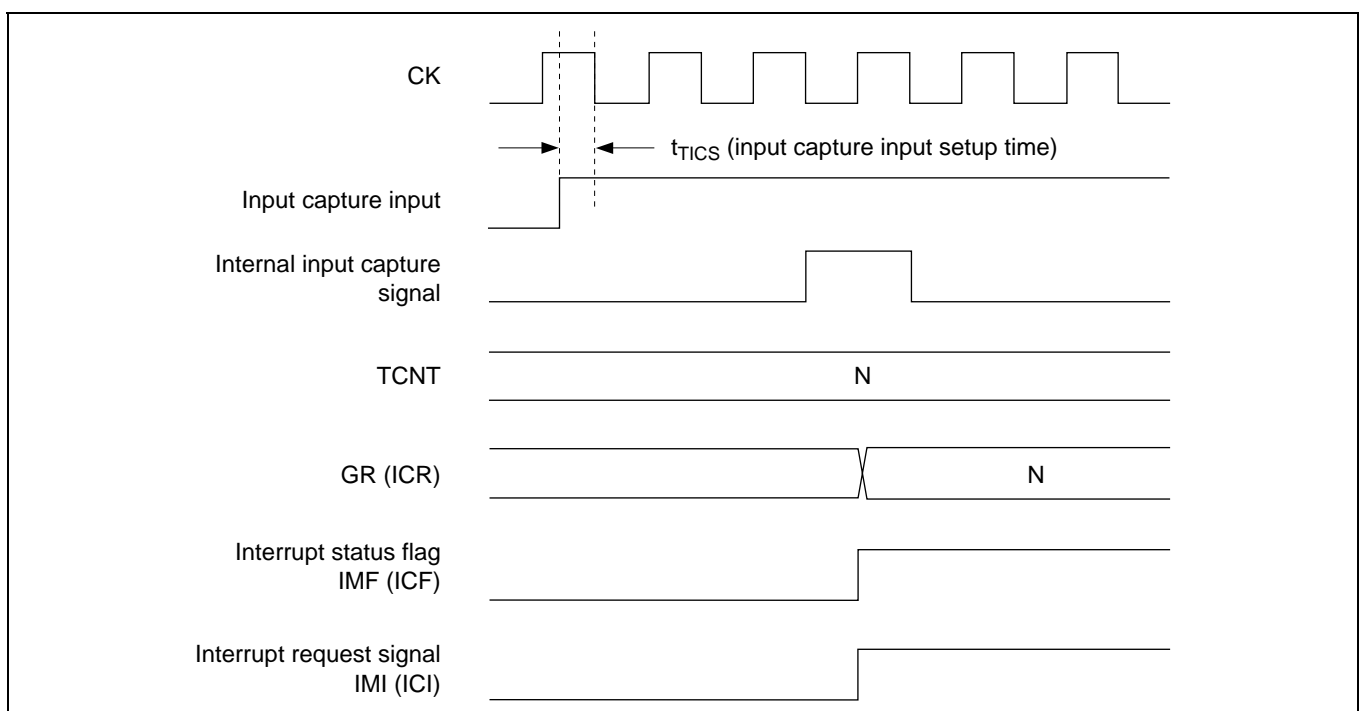 CK
tTICS (input capture input setup time)
Input capture input
Internal input capture
signal
TCNT
N
GR (ICR)
N
Interrupt status flag
IMF (ICF)
Interrupt request signal
IMI (ICI)